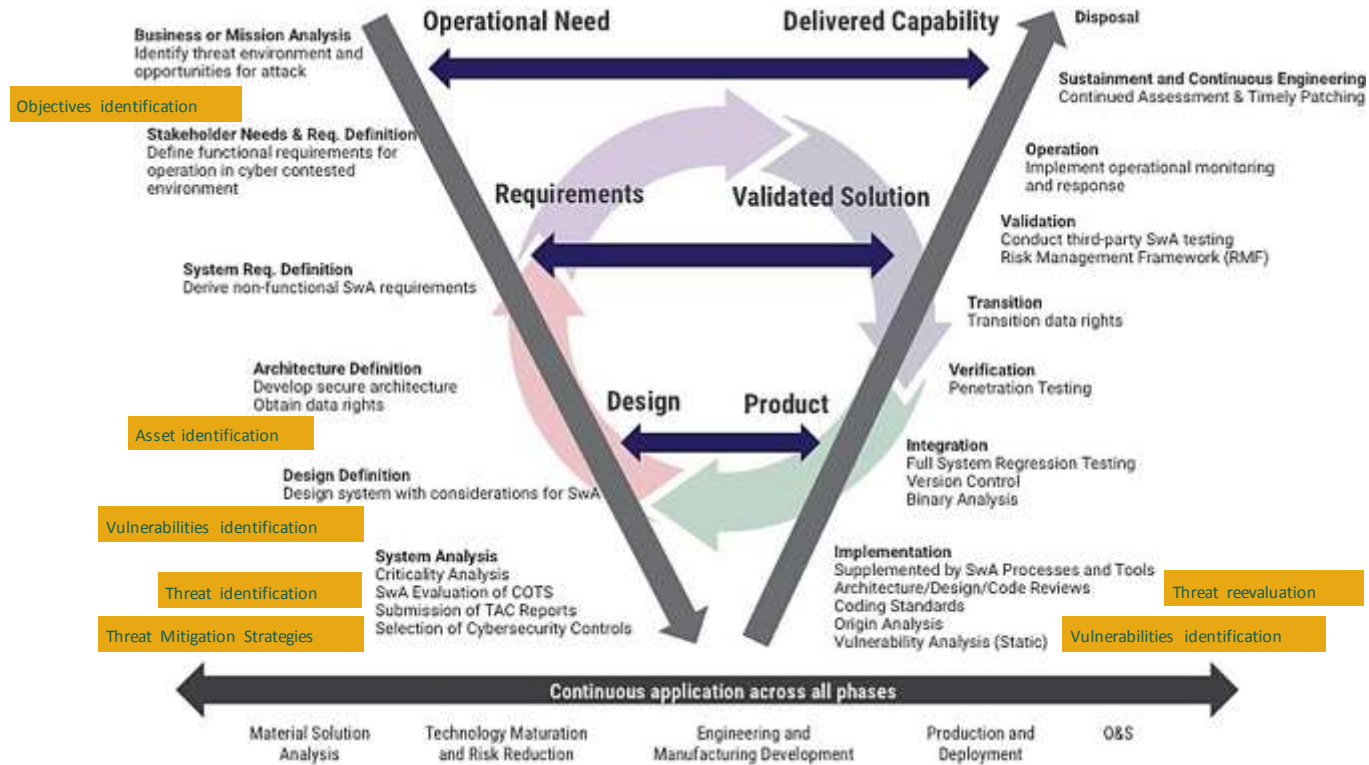 Operational Need
Delivered Capability
Disposal
Business or Mission Analysis
Identify threat environment and
opportunities for attack
Sustainment and Continuous Engineering
Continued Assessment & Timely Patching
Objectives identification
Stakeholder Needs & Req. Definition
Define functional requirements for
operation in cyber contested
environment
Operation
Implement operational monitoring
and response
Requirements
Validated Solution
Validation
Conduct third-party SwA testing
Risk Management Framework (RMF)
System Req. Definition
Derive non-functional SwA requirements
Transition
Transition data rights
Architecture Definition
Develop secure architecture
Obtain data rights
Verification
Penetration Testing
Design
Product
Asset identification
Integration
Full System Regression Testing
Version Control
Binary Analysis
Design Definition
Design system with considerations for SwA
Vulnerabilities identification
System Analysis
Criticality Analysis
SwA Evaluation of COTS
Submission of TAC Reports
Selection of Cybersecurity Controls
Threat identification
Threat Mitigation Strategies
Implementation
Supplemented by SwA Processes and Tools
Architecture/Design/Code Reviews
Coding Standards
Origin Analysis
Vulnerability Analysis (Static)
Threat reevaluation
Vulnerabilities identification
Continuous application across all phases
Material Solution
Analysis
Technology Maturation
and Risk Reduction
Engineering and
Manufacturing Development
Production and
Deployment
O&S